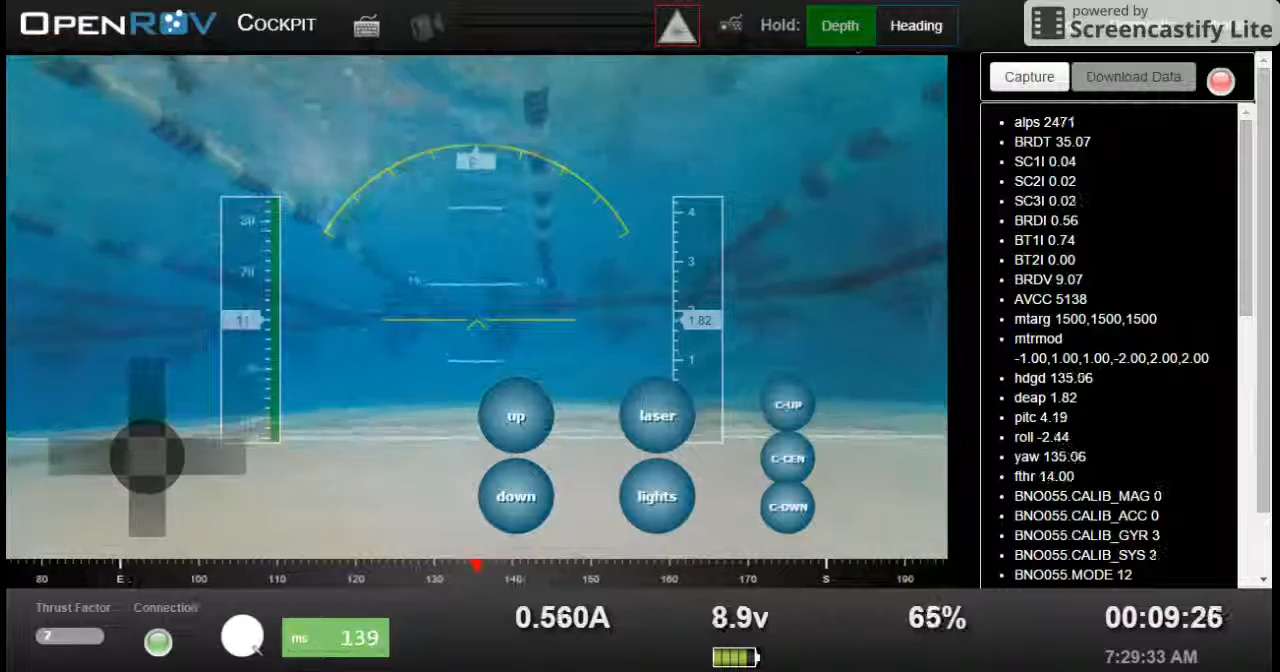 OPENROV COCKPIT
Hold: Depth Heading
powered by
Screencastify Lite
Capture Download Data
alps 2471
BRDT 35.07
SC1I 0.04
SC2I 0.02
SC3I 0.02
BRDI 0.56
BT1I 0.74
BT2I 0.00
BRDV 9.07
AVCC 5138
mtarg 1500,1500,1500
mtrmod
-1.00,1.00,1.00,-2.00,2.00,2.00
hdgd 135.06
deap 1.82
pitc 4.19
roll -2.44
yaw 135.06
fthr 14.00
BNO055.CALIB_MAG 0
BNO055.CALIB_ACC 0
BNO055.CALIB_GYR 3
BNO055.CALIB_SYS 3
BNO055.MODE 12
4
3
1.82
1
11
up
laser
C-UP
C-CEN
down
lights
C-DWN
80 E 100 110 120 130 140 150 160 170 S 190
Thrust Factor
2
Connection
ms 139
0.560A
8.9v
65%
00:09:26
7:29:33 AM